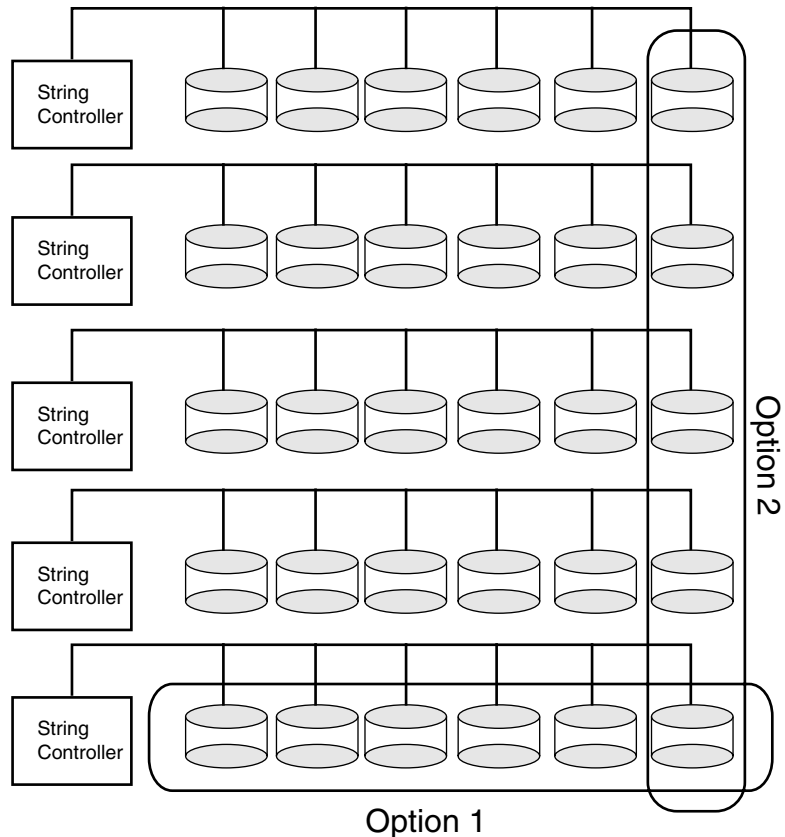 String
Controller
String
Controller
String
Controller
String
Controller
String
Controller
Option 2
Option 1